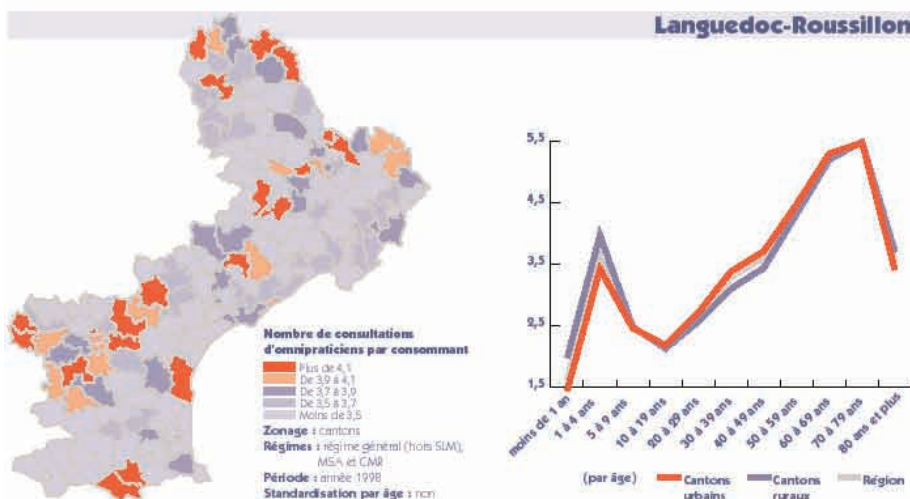 Languedoc-Roussillon
Nombre de consultations
d'omnipraticiens par consommant
Plus de 4,1
De 3,9 à 4,1
De 3,7 à 3,9
De 3,5 à 3,7
Moins de 3,5
Zonage : cantons
Régimes : régime général (hors SLM),
MSA et CMR
Période : année 1998
Standardisation par âge : non
5,5
4,5
3,5
2,5
1,5
moins de 1 an
1 à 4 ans
5 à 9 ans
10 à 19 ans
20 à 29 ans
30 à 39 ans
40 à 49 ans
50 à 59 ans
60 à 69 ans
70 à 79 ans
80 ans et plus
(par âge)
Cantons
urbains
Cantons
ruraux
Région